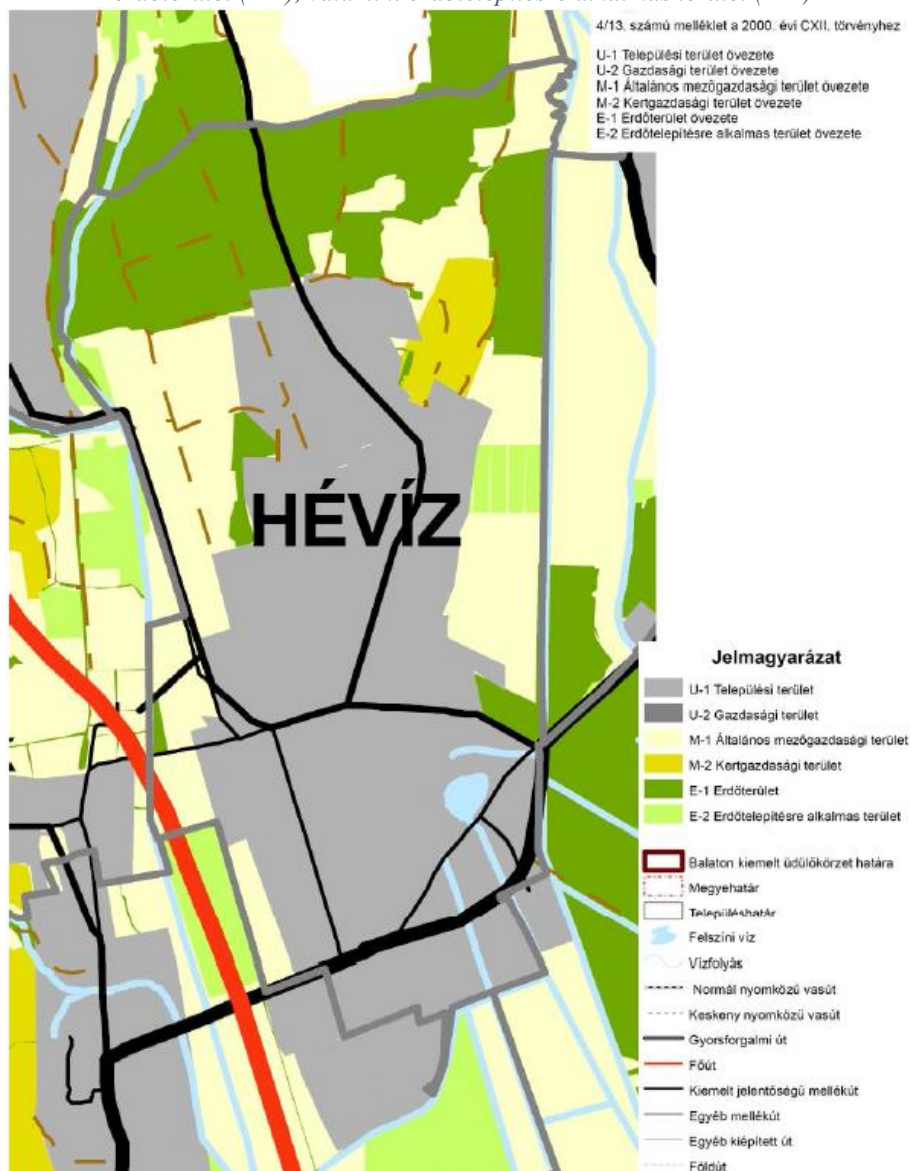 4/13. számú melléklet a 2000. évi CXII. törvényhez
U-1 Települési terület övezete
U-2 Gazdasági terület övezete
M-1 Általános mezőgazdasági terület övezete
M-2 Kertgazdasági terület övezete
E-1 Erdőterület övezete
E-2 Erdőtelepítésre alkalmas terület övezete
HÉVÍZ
Jelmagyarázat
U-1 Települési terület
U-2 Gazdasági terület
M-1 Általános mezőgazdasági terület
M-2 Kertgazdasági terület
E-1 Erdőterület
E-2 Erdőtelepítésre alkalmas terület
Balaton kiemelt üdülőkörzet határa
Megyehatár
Településhatár
Felszíni víz
Vízfolyás
Normál nyomközű vasút
Keskeny nyomközű vasút
Gyorsforgalmi út
Főút
Kiemelt jelentőségű mellékút
Egyéb mellékút
Egyéb kiépített út
Földút